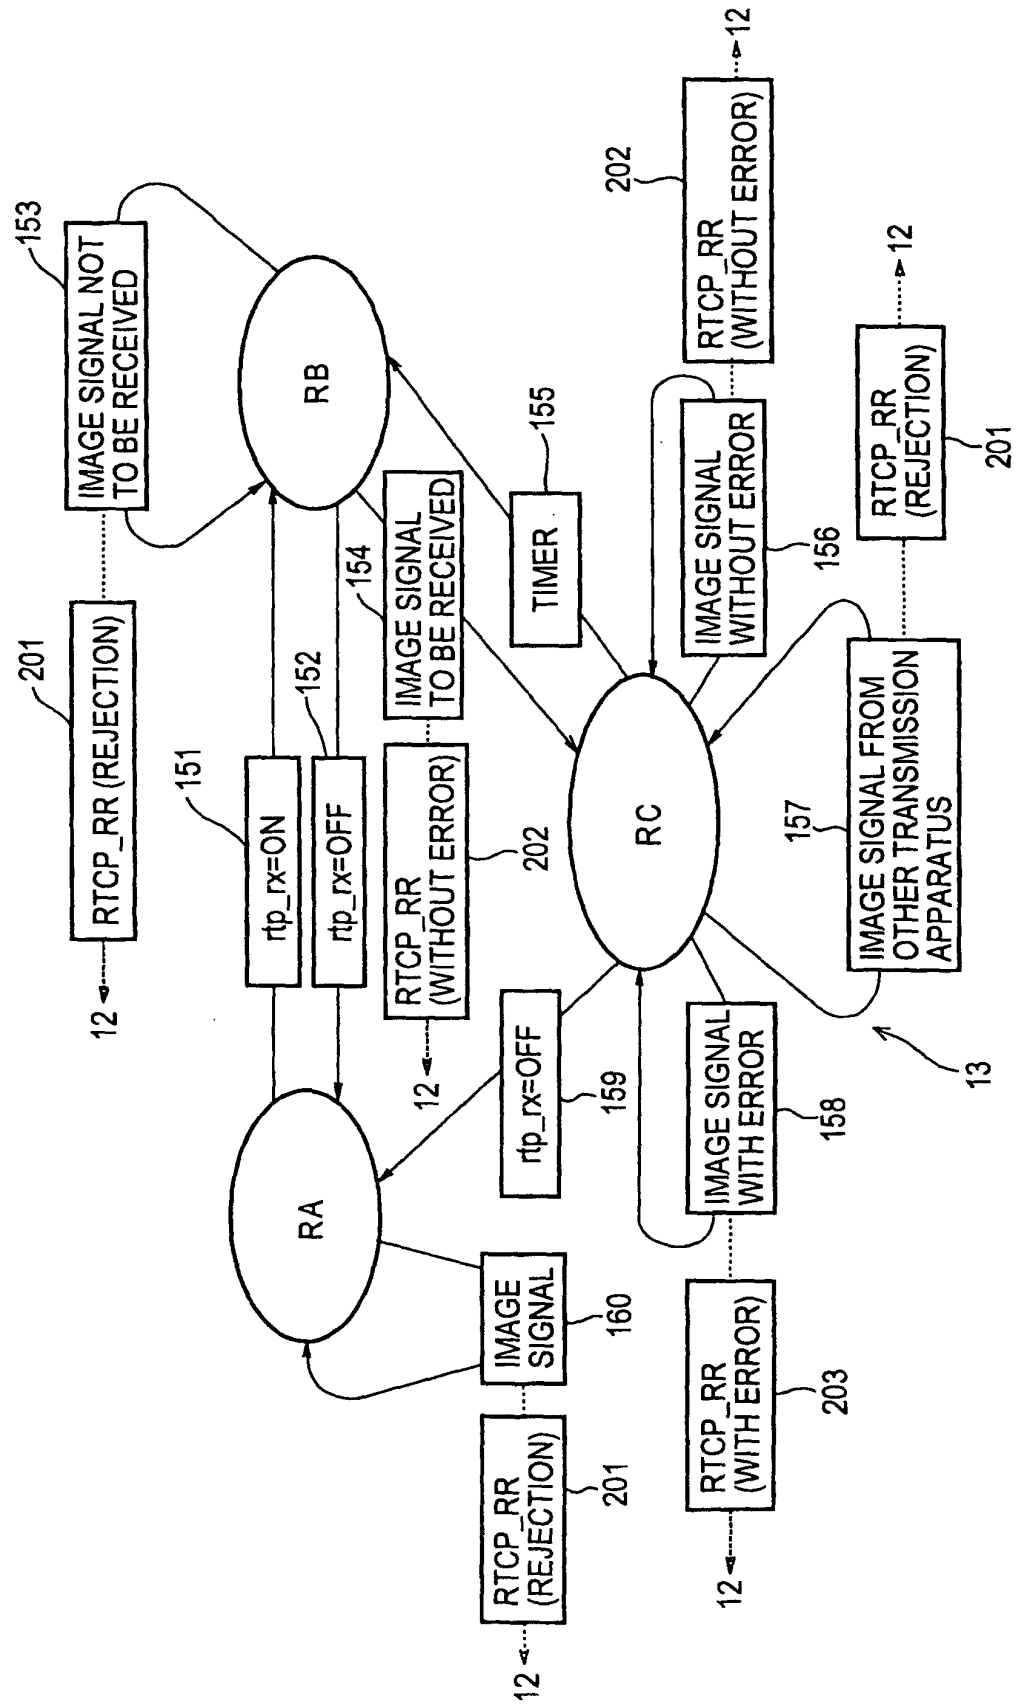 12
RTCP_RR (REJECTION)
201
IMAGE SIGNAL NOT
TO BE RECEIVED
153
RA
rtp_rx=ON
151
rtp_rx=OFF
152
RB
12
RTCP_RR
(WITHOUT ERROR)
202
IMAGE SIGNAL
TO BE RECEIVED
154
12
RTCP_RR
(REJECTION)
201
IMAGE
SIGNAL
160
rtp_rx=OFF
159
TIMER
155
RC
12
RTCP_RR
(WITH ERROR)
203
IMAGE SIGNAL
WITH ERROR
158
IMAGE SIGNAL
WITHOUT ERROR
156
RTCP_RR
(WITHOUT ERROR)
202
12
13
IMAGE SIGNAL FROM
OTHER TRANSMISSION
APPARATUS
157
RTCP_RR
(REJECTION)
201
12